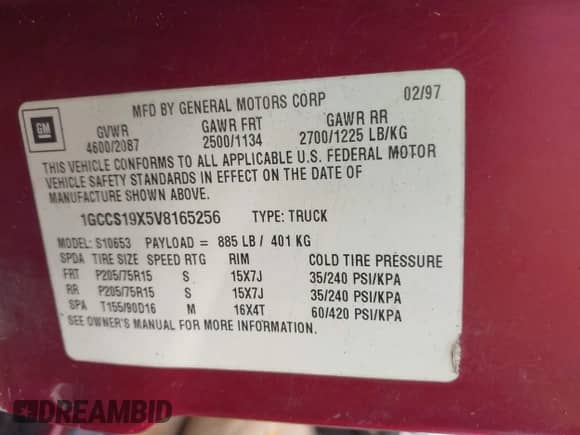 MFD BY GENERAL MOTORS CORP 02/97
GM
GVWR GAWR FRT GAWR RR
4600/2087 2500/1134 2700/1225 LB/KG
THIS VEHICLE CONFORMS TO ALL APPLICABLE U.S. FEDERAL MOTOR
VEHICLE SAFETY STANDARDS IN EFFECT ON THE DATE OF
MANUFACTURE SHOWN ABOVE.
1GCCS19X5V8165256 TYPE: TRUCK
MODEL: S10653 PAYLOAD = 885 LB / 401 KG
SPDA TIRE SIZE SPEED RTG RIM COLD TIRE PRESSURE
FRT P205/75R15 S 15X7J 35/240 PSI/KPA
RR P205/75R15 S 15X7J 35/240 PSI/KPA
SPA T155/90D16 M 16X4T 60/420 PSI/KPA
SEE OWNER'S MANUAL FOR MORE INFORMATION.
DREAMBID